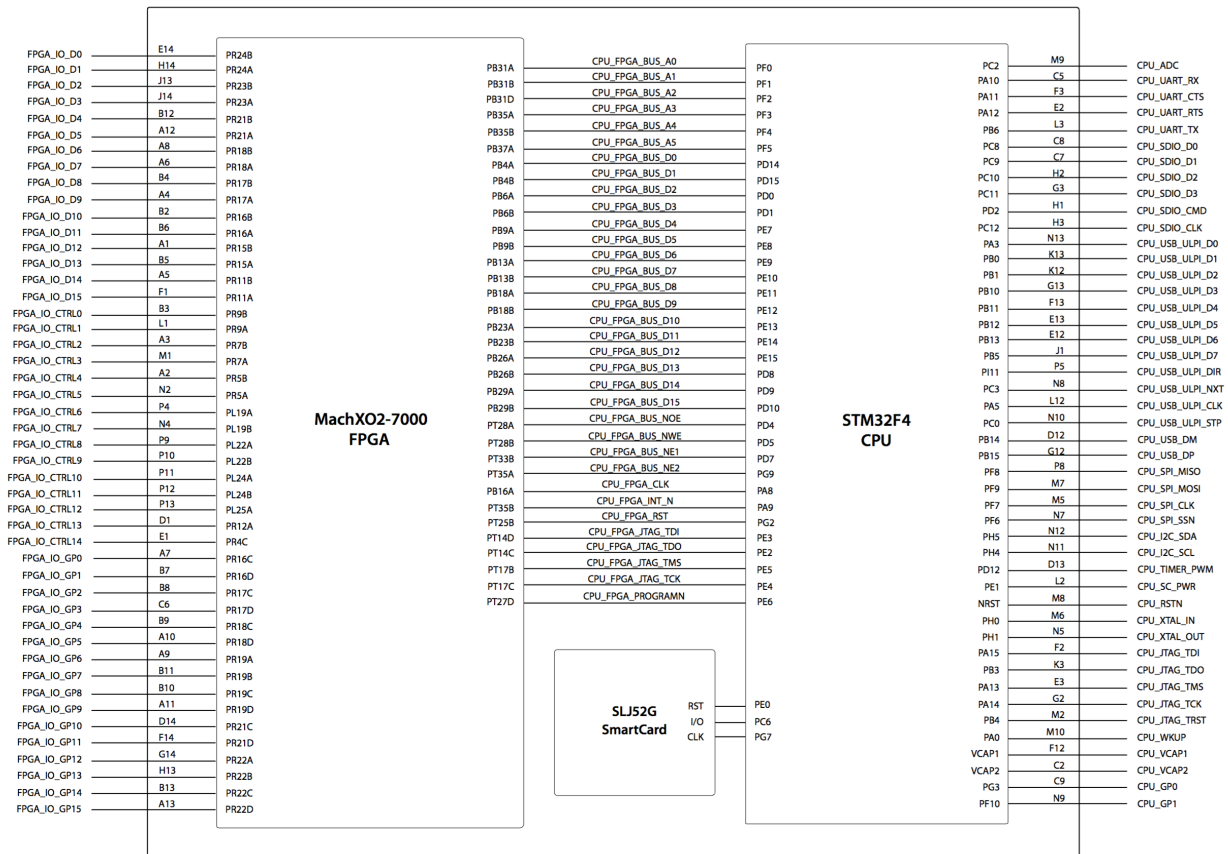 FPGA_IO_D0 E14 PR24B
FPGA_IO_D1 H14 PR24A
FPGA_IO_D2 J13 PR23B
FPGA_IO_D3 J14 PR23A
FPGA_IO_D4 B12 PR21B
FPGA_IO_D5 A12 PR21A
FPGA_IO_D6 A8 PR18B
FPGA_IO_D7 A6 PR18A
FPGA_IO_D8 B4 PR17B
FPGA_IO_D9 A4 PR17A
FPGA_IO_D10 B2 PR16B
FPGA_IO_D11 B6 PR16A
FPGA_IO_D12 A1 PR15B
FPGA_IO_D13 B5 PR15A
FPGA_IO_D14 A5 PR11B
FPGA_IO_D15 F1 PR11A
FPGA_IO_CTRL0 B3 PR9B
FPGA_IO_CTRL1 L1 PR9A
FPGA_IO_CTRL2 A3 PR7B
FPGA_IO_CTRL3 M1 PR7A
FPGA_IO_CTRL4 A2 PR5B
FPGA_IO_CTRL5 N2 PR5A
FPGA_IO_CTRL6 P4 PL19A
FPGA_IO_CTRL7 N4 PL19B
FPGA_IO_CTRL8 P9 PL22A
FPGA_IO_CTRL9 P10 PL22B
FPGA_IO_CTRL10 P11 PL24A
FPGA_IO_CTRL11 P12 PL24B
FPGA_IO_CTRL12 P13 PL25A
FPGA_IO_CTRL13 D1 PR12A
FPGA_IO_CTRL14 E1 PR4C
FPGA_IO_GP0 A7 PR16C
FPGA_IO_GP1 B7 PR16D
FPGA_IO_GP2 B8 PR17C
FPGA_IO_GP3 C6 PR17D
FPGA_IO_GP4 B9 PR18C
FPGA_IO_GP5 A10 PR18D
FPGA_IO_GP6 A9 PR19A
FPGA_IO_GP7 B11 PR19B
FPGA_IO_GP8 B10 PR19C
FPGA_IO_GP9 A11 PR19D
FPGA_IO_GP10 D14 PR21C
FPGA_IO_GP11 F14 PR21D
FPGA_IO_GP12 G14 PR22A
FPGA_IO_GP13 H13 PR22B
FPGA_IO_GP14 B13 PR22C
FPGA_IO_GP15 A13 PR22D
MachXO2-7000
FPGA
PB31A CPU_FPGA_BUS_A0 PF0
PB31B CPU_FPGA_BUS_A1 PF1
PB31D CPU_FPGA_BUS_A2 PF2
PB35A CPU_FPGA_BUS_A3 PF3
PB35B CPU_FPGA_BUS_A4 PF4
PB37A CPU_FPGA_BUS_A5 PF5
PB4A CPU_FPGA_BUS_D0 PD14
PB4B CPU_FPGA_BUS_D1 PD15
PB6A CPU_FPGA_BUS_D2 PD0
PB6B CPU_FPGA_BUS_D3 PD1
PB9A CPU_FPGA_BUS_D4 PE7
PB9B CPU_FPGA_BUS_D5 PE8
PB13A CPU_FPGA_BUS_D6 PE9
PB13B CPU_FPGA_BUS_D7 PE10
PB18A CPU_FPGA_BUS_D8 PE11
PB18B CPU_FPGA_BUS_D9 PE12
PB23A CPU_FPGA_BUS_D10 PE13
PB23B CPU_FPGA_BUS_D11 PE14
PB26A CPU_FPGA_BUS_D12 PE15
PB26B CPU_FPGA_BUS_D13 PD8
PB29A CPU_FPGA_BUS_D14 PD9
PB29B CPU_FPGA_BUS_D15 PD10
PT28A CPU_FPGA_BUS_NOE PD4
PT28B CPU_FPGA_BUS_NWE PD5
PT33B CPU_FPGA_BUS_NE1 PD7
PT35A CPU_FPGA_BUS_NE2 PG9
PB16A CPU_FPGA_CLK PA8
PT35B CPU_FPGA_INT_N PA9
PT25B CPU_FPGA_RST PG2
PT14D CPU_FPGA_JTAG_TDI PE3
PT14C CPU_FPGA_JTAG_TDO PE2
PT17B CPU_FPGA_JTAG_TMS PE5
PT17C CPU_FPGA_JTAG_TCK PE4
PT27D CPU_FPGA_PROGRAMN PE6
SLJ52G
SmartCard
RST PE0
I/O PC6
CLK PG7
STM32F4
CPU
PC2 M9 CPU_ADC
PA10 C5 CPU_UART_RX
PA11 F3 CPU_UART_CTS
PA12 E2 CPU_UART_RTS
PB6 L3 CPU_UART_TX
PC8 C8 CPU_SDIO_D0
PC9 C7 CPU_SDIO_D1
PC10 H2 CPU_SDIO_D2
PC11 G3 CPU_SDIO_D3
PD2 H1 CPU_SDIO_CMD
PC12 H3 CPU_SDIO_CLK
PA3 N13 CPU_USB_ULPI_D0
PB0 K13 CPU_USB_ULPI_D1
PB1 K12 CPU_USB_ULPI_D2
PB10 G13 CPU_USB_ULPI_D3
PB11 F13 CPU_USB_ULPI_D4
PB12 E13 CPU_USB_ULPI_D5
PB13 E12 CPU_USB_ULPI_D6
PB5 J1 CPU_USB_ULPI_D7
PI11 P5 CPU_USB_ULPI_DIR
PC3 N8 CPU_USB_ULPI_NXT
PA5 L12 CPU_USB_ULPI_CLK
PC0 N10 CPU_USB_ULPI_STP
PB14 D12 CPU_USB_DM
PB15 G12 CPU_USB_DP
PF8 P8 CPU_SPI_MISO
PF9 M7 CPU_SPI_MOSI
PF7 M5 CPU_SPI_CLK
PF6 N7 CPU_SPI_SSN
PH5 N12 CPU_I2C_SDA
PH4 N11 CPU_I2C_SCL
PD12 D13 CPU_TIMER_PWM
PE1 L2 CPU_SC_PWR
NRST M8 CPU_RSTN
PH0 M6 CPU_XTAL_IN
PH1 N5 CPU_XTAL_OUT
PA15 F2 CPU_JTAG_TDI
PB3 K3 CPU_JTAG_TDO
PA13 E3 CPU_JTAG_TMS
PA14 G2 CPU_JTAG_TCK
PB4 M2 CPU_JTAG_TRST
PA0 M10 CPU_WKUP
VCAP1 F12 CPU_VCAP1
VCAP2 C2 CPU_VCAP2
PG3 C9 CPU_GP0
PF10 N9 CPU_GP1